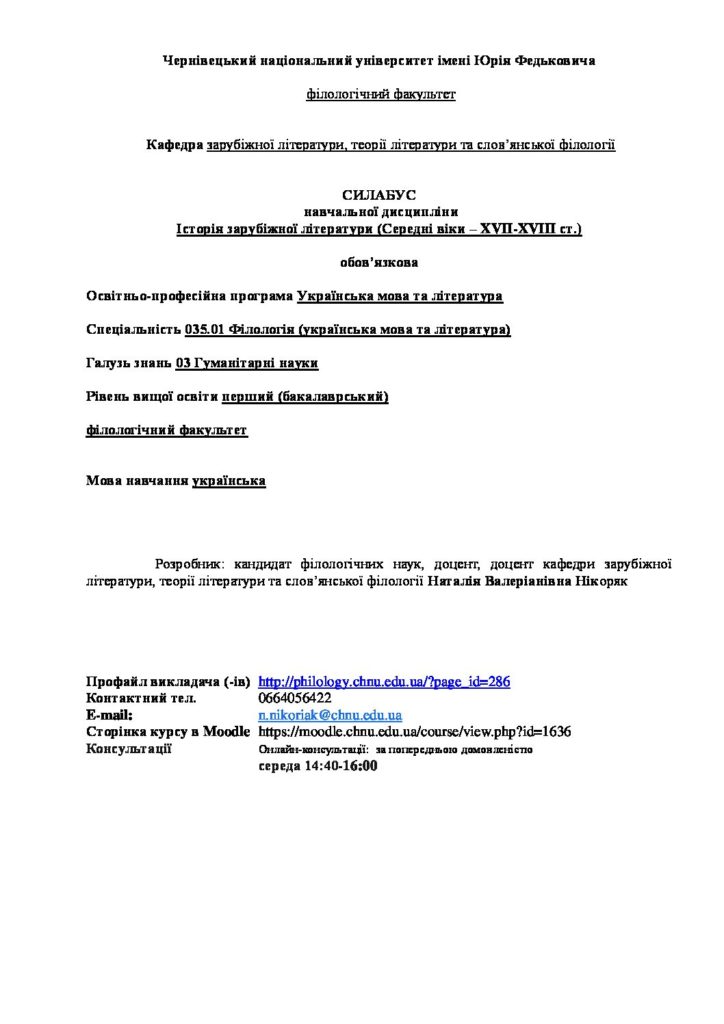 Чернівецький національний університет імені Юрія Федьковича
філологічний факультет
Кафедра зарубіжної літератури, теорії літератури та слов’янської філології
СИЛАБУС
навчальної дисципліни
Історія зарубіжної літератури (Середні віки – XVII-XVIII ст.)
обов’язкова
Освітньо-професійна програма Українська мова та література
Спеціальність 035.01 Філологія (українська мова та література)
Галузь знань 03 Гуманітарні науки
Рівень вищої освіти перший (бакалаврський)
філологічний факультет
Мова навчання українська
Розробник: кандидат філологічних наук, доцент, доцент кафедри зарубіжної
літератури, теорії літератури та слов’янської філології Наталія Валеріанівна Нікоряк
Профайл викладача (-ів) http://philology.chnu.edu.ua/?page_id=286
Контактний тел. 0664056422
E-mail: n.nikoriak@chnu.edu.ua
Сторінка курсу в Moodle https://moodle.chnu.edu.ua/course/view.php?id=1636
Консультації Онлайн-консультації: за попередньою домовленістю
середа 14:40-16:00